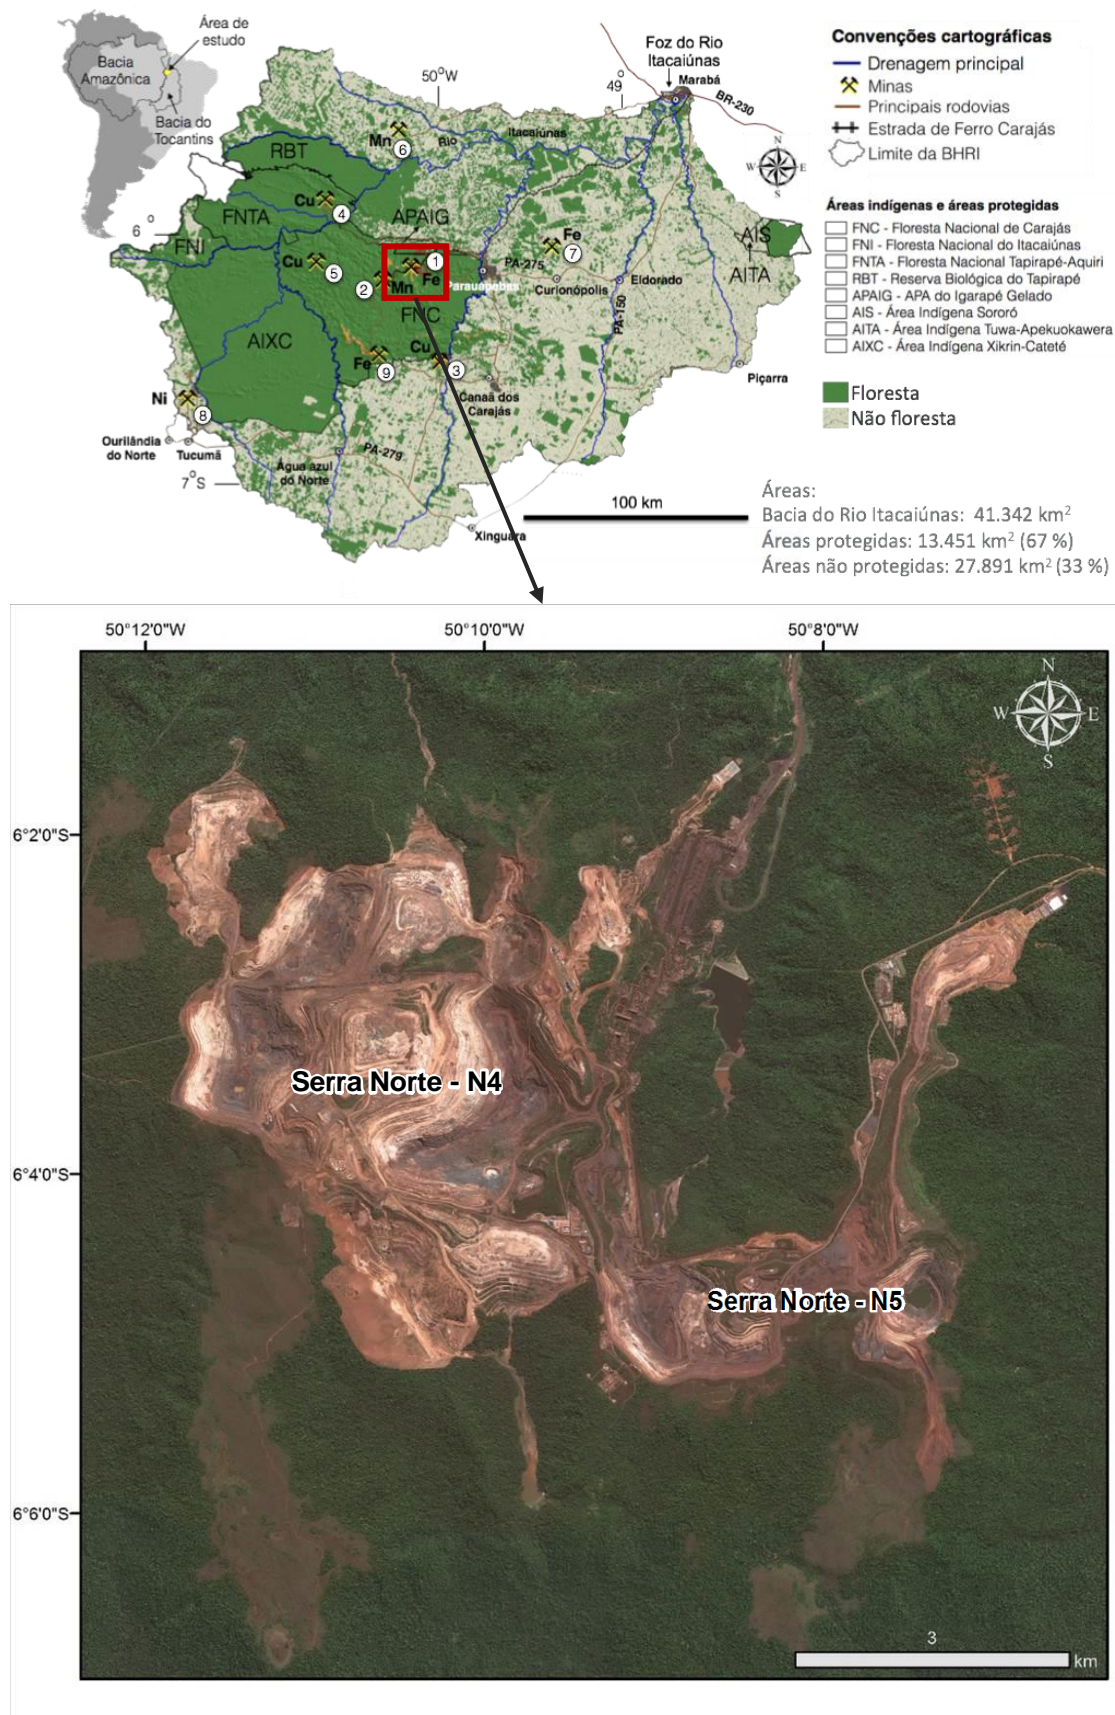 Área de
estudo
Bacia
Amazônica
Bacia do
Tocantins
50°W
49°
Foz do Rio
Itacaiúnas
Marabá
BR-230
N
W
E
S
Convenções cartográficas
Drenagem principal
Minas
Principais rodovias
Estrada de Ferro Carajás
Limite da BHRI
Áreas indígenas e áreas protegidas
FNC - Floresta Nacional de Carajás
FNI - Floresta Nacional do Itacaiúnas
FNTA - Floresta Nacional Tapirapé-Aquiri
RBT - Reserva Biológica do Tapirapé
APAIG - APA do Igarapé Gelado
AIS - Área Indígena Sororó
AITA - Área Indígena Tuwa-Apekuokawera
AIXC - Área Indígena Xikrin-Cateté
Floresta
Não floresta
Mn
6
Rio
Itacaiúnas
RBT
Cu
4
FNTA
APAIG
6°
FNI
Cu
5
2
Mn
1
Fe
Parauapebas
PA-275
Fe
7
Curionópolis
Eldorado
AIS
AITA
FNC
PA-150
AIXC
Cu
3
Fe
9
Canaã dos
Carajás
Piçarra
Ni
8
Ourilândia
do Norte
Tucumã
Água azul
do Norte
PA-279
7°S
Xinguara
100 km
Áreas:
Bacia do Rio Itacaiúnas: 41.342 km²
Áreas protegidas: 13.451 km² (67 %)
Áreas não protegidas: 27.891 km² (33 %)
50°12'0"W
50°10'0"W
50°8'0"W
N
W
E
S
6°2'0"S
Serra Norte - N4
6°4'0"S
Serra Norte - N5
6°6'0"S
3
km